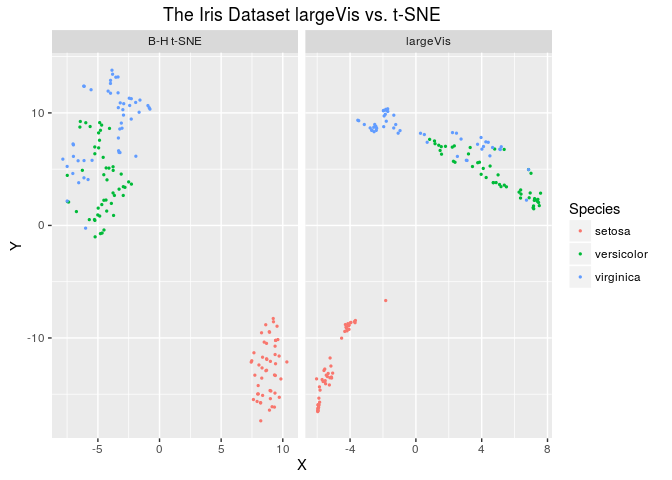 The Iris Dataset largeVis vs. t-SNE
B-H t-SNE
largeVis
10
0
-10
Y
-5
0
5
10
-4
0
4
8
X
Species
setosa
versicolor
virginica